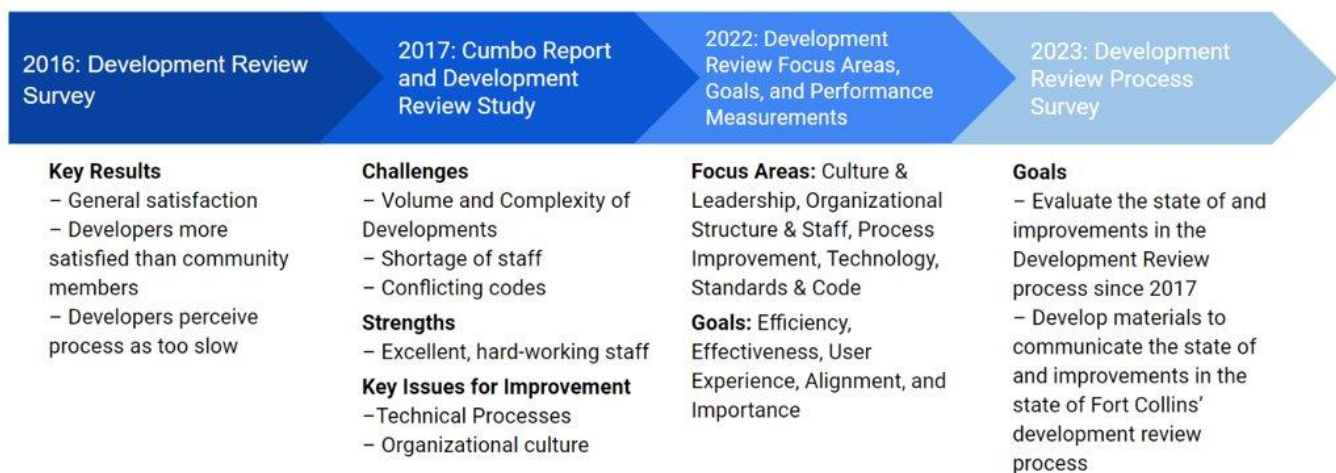 2016: Development Review
Survey
2017: Cumbo Report
and Development
Review Study
2022: Development
Review Focus Areas,
Goals, and Performance
Measurements
2023: Development
Review Process
Survey
Key Results
– General satisfaction
– Developers more
satisfied than community
members
– Developers perceive
process as too slow
Challenges
– Volume and Complexity of
Developments
– Shortage of staff
– Conflicting codes
Strengths
– Excellent, hard-working staff
Key Issues for Improvement
–Technical Processes
– Organizational culture
Focus Areas: Culture &
Leadership, Organizational
Structure & Staff, Process
Improvement, Technology,
Standards & Code
Goals: Efficiency,
Effectiveness, User
Experience, Alignment, and
Importance
Goals
– Evaluate the state of and
improvements in the
Development Review
process since 2017
– Develop materials to
communicate the state of
and improvements in the
state of Fort Collins’
development review
process